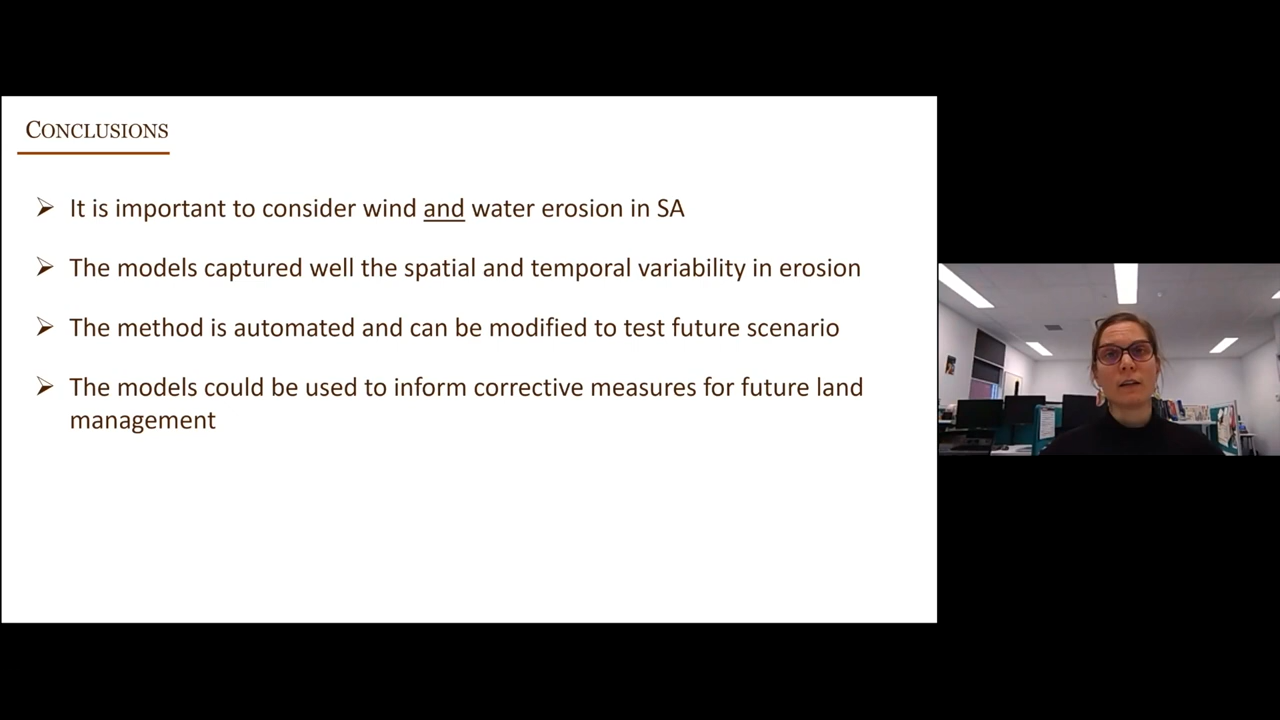 CONCLUSIONS
➢ It is important to consider wind and water erosion in SA
➢ The models captured well the spatial and temporal variability in erosion
➢ The method is automated and can be modified to test future scenario
➢ The models could be used to inform corrective measures for future land
management